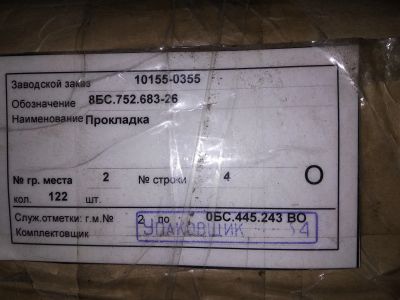 Заводской заказ 10155-0355
Обозначение 8БС.752.683-26
Наименование Прокладка
№ гр. места 2 № строки 4 О
кол. 122 шт.
Служ.отметки: г.м.№ 2 по 0БС.445.243 ВО
Комплектовщик УПАКОВЩИК 4